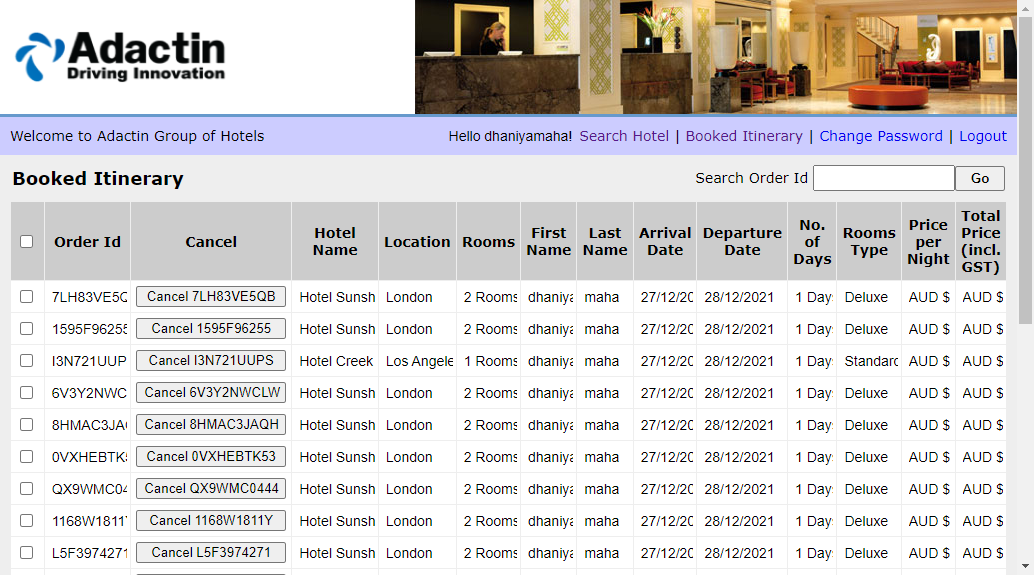 Adactin
Driving Innovation
Welcome to Adactin Group of Hotels Hello dhaniyamaha! Search Hotel | Booked Itinerary | Change Password | Logout
Booked Itinerary Search Order Id Go
Order Id Cancel Hotel Name Location Rooms First Name Last Name Arrival Date Departure Date No. of Days Rooms Type Price per Night Total Price (incl. GST)
7LH83VE5Q Cancel 7LH83VE5QB Hotel Sunsh London 2 Rooms dhaniya maha 27/12/20 28/12/2021 1 Day Deluxe AUD $ AUD $
1595F96255 Cancel 1595F96255 Hotel Sunsh London 2 Rooms dhaniya maha 27/12/20 28/12/2021 1 Day Deluxe AUD $ AUD $
I3N721UUP Cancel I3N721UUPS Hotel Creek Los Angele 1 Rooms dhaniya maha 27/12/20 28/12/2021 1 Day Standard AUD $ AUD $
6V3Y2NWC Cancel 6V3Y2NWCLW Hotel Sunsh London 2 Rooms dhaniya maha 27/12/20 28/12/2021 1 Day Deluxe AUD $ AUD $
8HMAC3JAQ Cancel 8HMAC3JAQH Hotel Sunsh London 2 Rooms dhaniya maha 27/12/20 28/12/2021 1 Day Deluxe AUD $ AUD $
0VXHEBTK5 Cancel 0VXHEBTK53 Hotel Sunsh London 2 Rooms dhaniya maha 27/12/20 28/12/2021 1 Day Deluxe AUD $ AUD $
QX9WMC04 Cancel QX9WMC0444 Hotel Sunsh London 2 Rooms dhaniya maha 27/12/20 28/12/2021 1 Day Deluxe AUD $ AUD $
1168W1811Y Cancel 1168W1811Y Hotel Sunsh London 2 Rooms dhaniya maha 27/12/20 28/12/2021 1 Day Deluxe AUD $ AUD $
L5F3974271 Cancel L5F3974271 Hotel Sunsh London 2 Rooms dhaniya maha 27/12/20 28/12/2021 1 Day Deluxe AUD $ AUD $